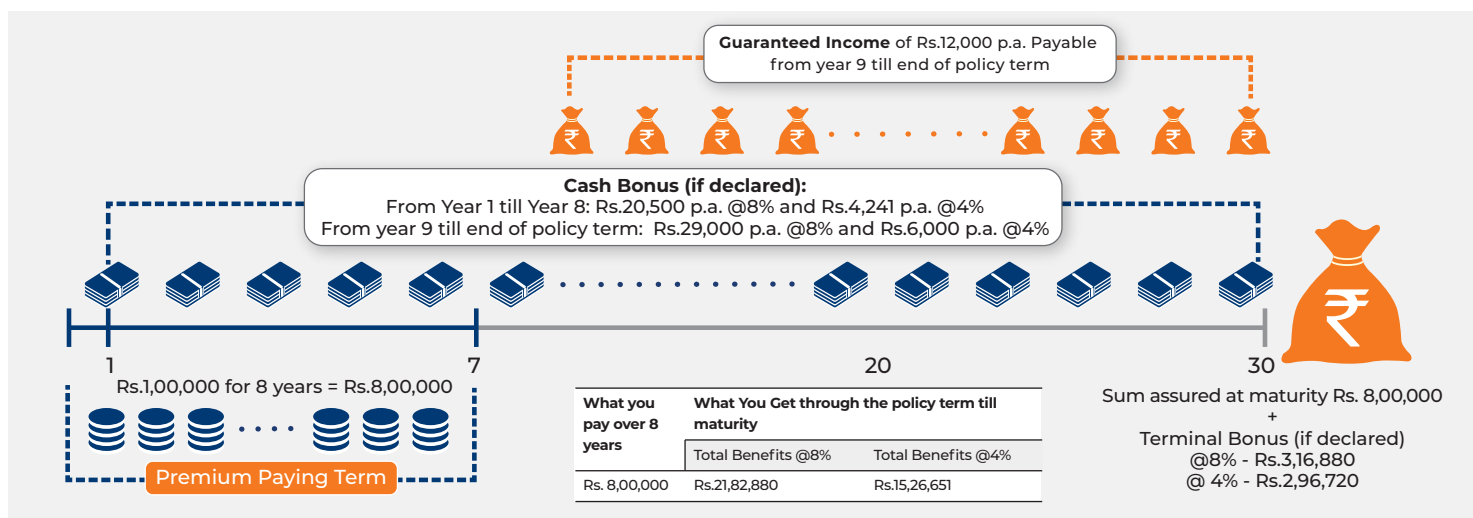 Guaranteed Income of Rs.12,000 p.a. Payable
from year 9 till end of policy term
₹ ₹ ₹ ₹ ₹ ₹ ₹ ₹
Cash Bonus (if declared):
From Year 1 till Year 8: Rs.20,500 p.a. @8% and Rs.4,241 p.a. @4%
From year 9 till end of policy term: Rs.29,000 p.a. @8% and Rs.6,000 p.a. @4%
₹
1 7 20 30
Rs.1,00,000 for 8 years = Rs.8,00,000
Premium Paying Term
What you
pay over 8
years
What You Get through the policy term till
maturity
Total Benefits @8% Total Benefits @4%
Rs. 8,00,000 Rs.21,82,880 Rs.15,26,651
Sum assured at maturity Rs. 8,00,000
+
Terminal Bonus (if declared)
@8% - Rs.3,16,880
@ 4% - Rs.2,96,720